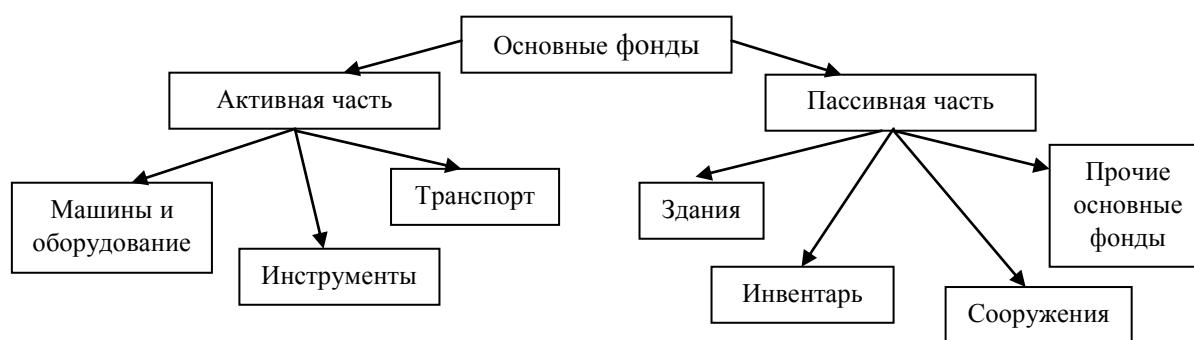 Основные фонды
Активная часть
Пассивная часть
Машины и
оборудование
Инструменты
Транспорт
Здания
Инвентарь
Сооружения
Прочие
основные
фонды